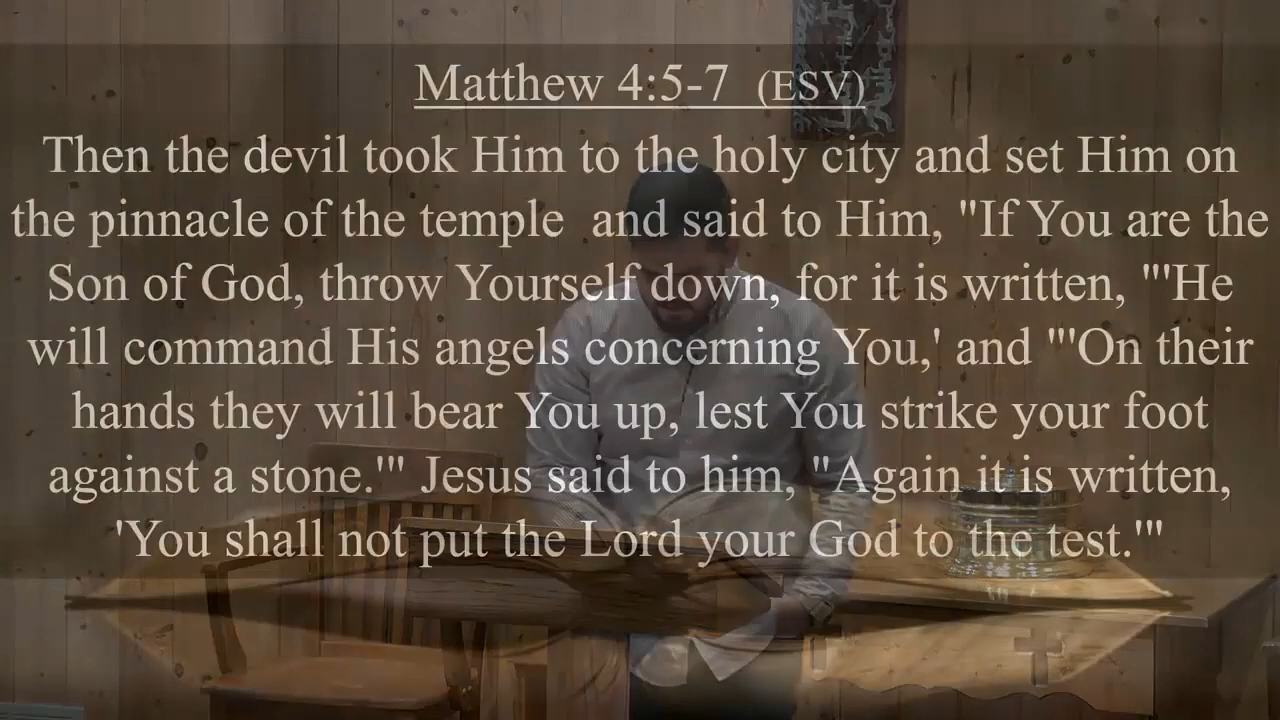 Matthew 4:5-7 (ESV)
Then the devil took Him to the holy city and set Him on
the pinnacle of the temple and said to Him, "If You are the
Son of God, throw Yourself down, for it is written, "'He
will command His angels concerning You,' and "'On their
hands they will bear You up, lest You strike your foot
against a stone.'" Jesus said to him, "Again it is written,
'You shall not put the Lord your God to the test.'"